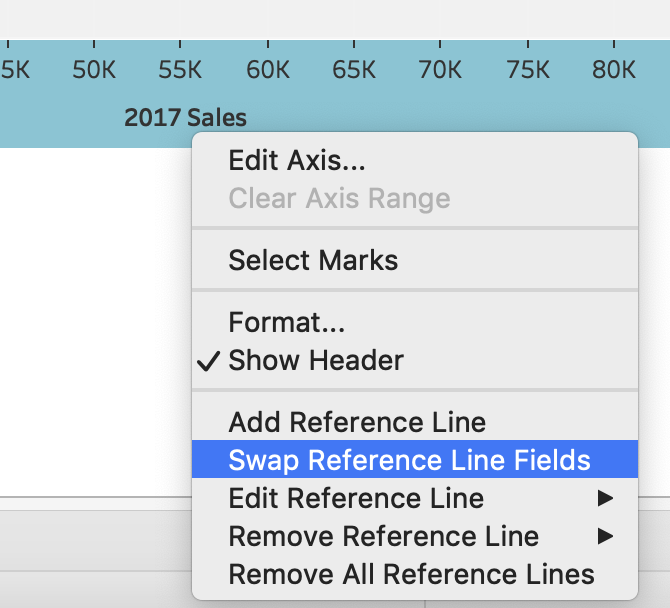 5K 50K 55K 60K 65K 70K 75K 80K
2017 Sales
Edit Axis...
Clear Axis Range
Select Marks
Format...
Show Header
Add Reference Line
Swap Reference Line Fields
Edit Reference Line
Remove Reference Line
Remove All Reference Lines